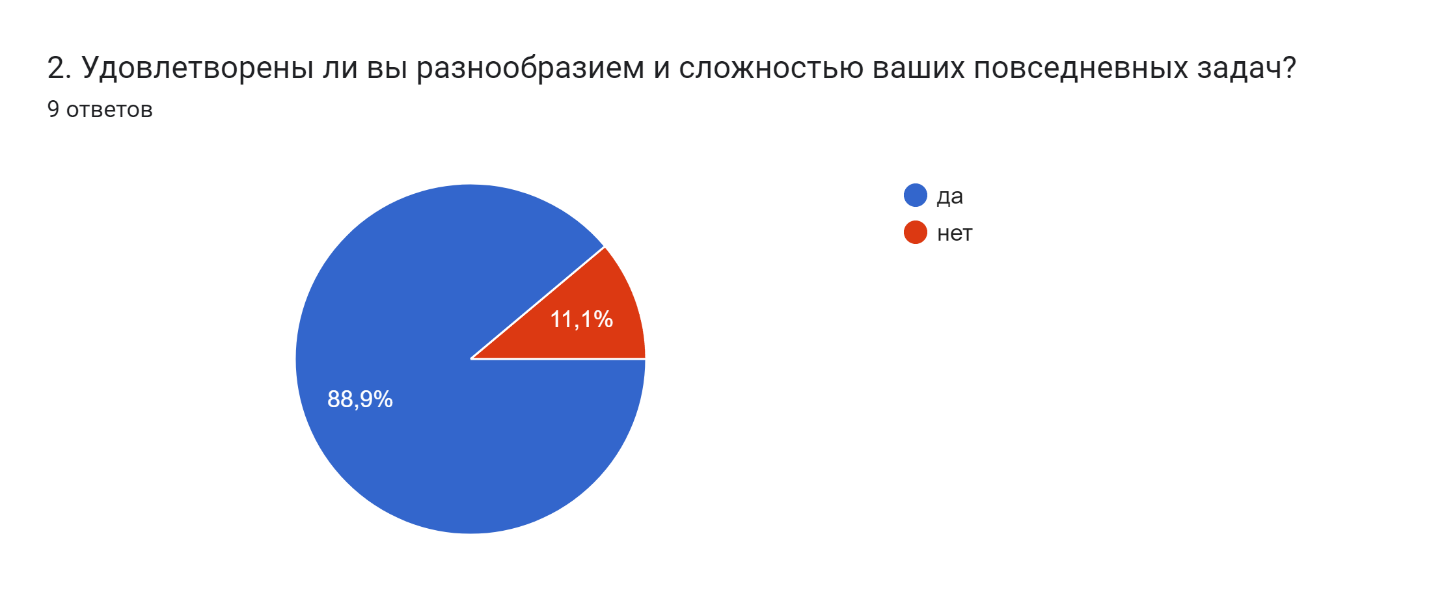 2. Удовлетворены ли вы разнообразием и сложностью ваших повседневных задач?
9 ответов
да
нет
11,1%
88,9%